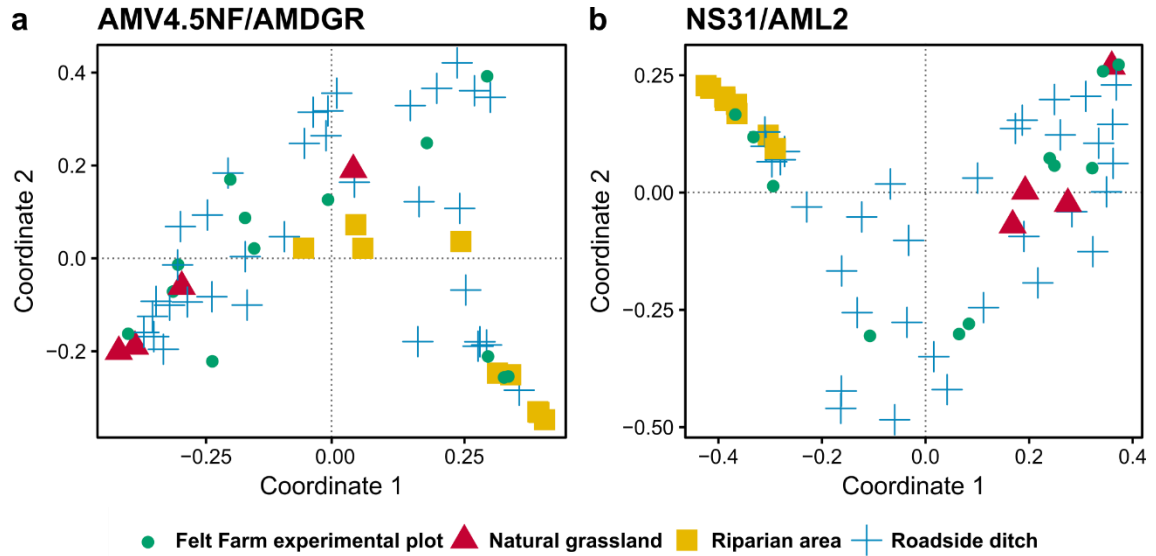 a AMV4.5NF/AMDGR
0.4
0.2
0.0
−0.2
Coordinate 2
−0.25 0.00 0.25
Coordinate 1
b NS31/AML2
0.25
0.00
−0.25
−0.50
Coordinate 2
−0.4 −0.2 0.0 0.2 0.4
Coordinate 1
Felt Farm experimental plot Natural grassland Riparian area Roadside ditch